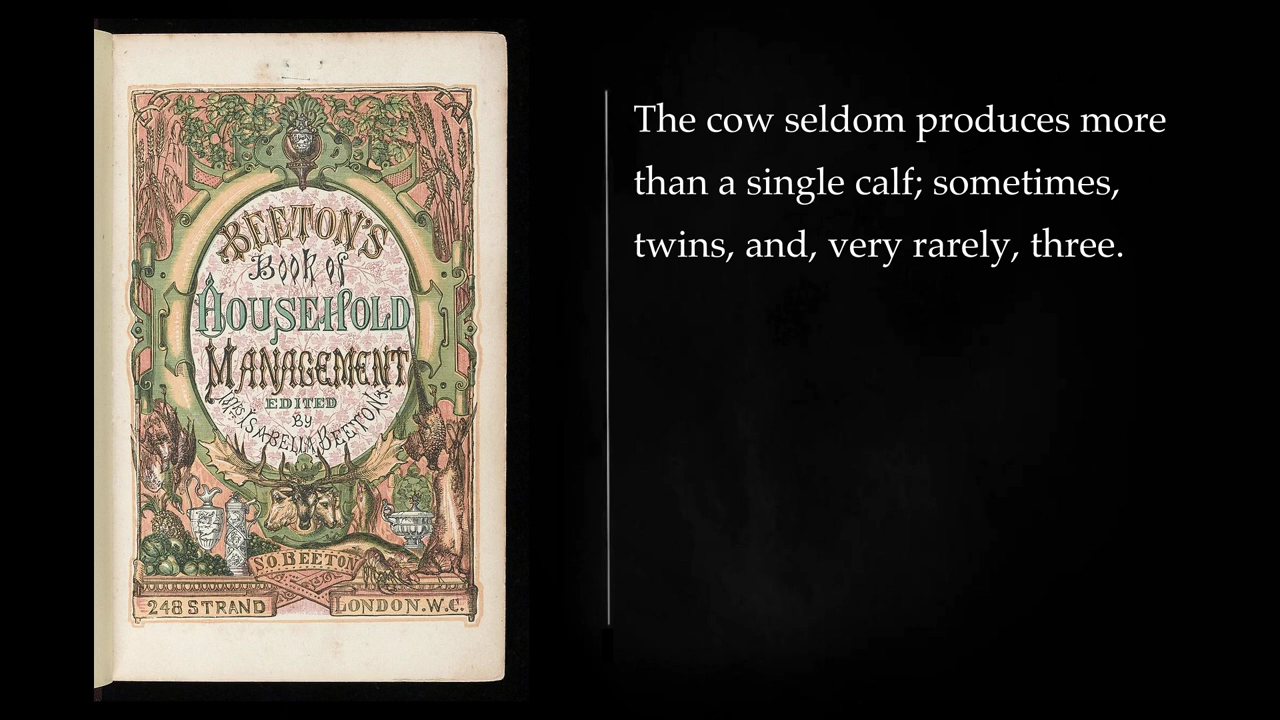 BEETON'S
Book of
HOUSEHOLD
MANAGEMENT
EDITED
BY
MRS ISABELLA BEETON
S.O. BEETON
248 STRAND
LONDON. W.C.
The cow seldom produces more
than a single calf; sometimes,
twins, and, very rarely, three.